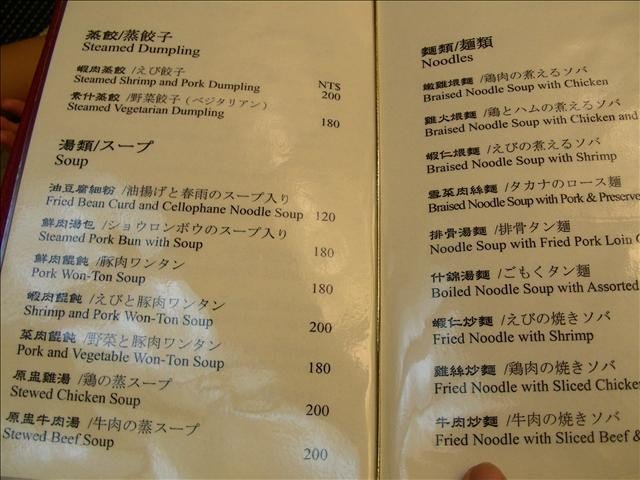 蒸餃/蒸餃子
Steamed Dumpling
蝦肉蒸餃 /えび餃子
Steamed Shrimp and Pork Dumpling NT$ 200
素什蒸餃 /野菜餃子（ベジタリアン）
Steamed Vegetarian Dumpling 180
湯類/スープ
Soup
油豆腐細粉 /油揚げと春雨のスープ入り
Fried Bean Curd and Cellophane Noodle Soup 120
鮮肉湯包 /ショウロンボウのスープ入り
Steamed Pork Bun with Soup 180
鮮肉餛飩 /豚肉ワンタン
Pork Won-Ton Soup 180
蝦肉餛飩 /えびと豚肉ワンタン
Shrimp and Pork Won-Ton Soup 200
菜肉餛飩 /野菜と豚肉ワンタン
Pork and Vegetable Won-Ton Soup 180
原盅雞湯 /鶏の蒸スープ
Stewed Chicken Soup 200
原盅牛肉湯 /牛肉の蒸スープ
Stewed Beef Soup 200
麵類/麺類
Noodles
嫩雞煨麵 /鶏肉の煮えるソバ
Braised Noodle Soup with Chicken
雞火煨麵 /鶏とハムの煮えるソバ
Braised Noodle Soup with Chicken and
蝦仁煨麵 /えびの煮えるソバ
Braised Noodle Soup with Shrimp
雪菜肉絲麵 /タカナのロース麺
Braised Noodle Soup with Pork & Preserve
排骨湯麵 /排骨タン麺
Noodle Soup with Fried Pork Loin
什錦湯麵 /ごもくタン麺
Boiled Noodle Soup with Assorted
蝦仁炒麵 /えびの焼きソバ
Fried Noodle with Shrimp
雞絲炒麵 /鶏肉の焼きソバ
Fried Noodle with Sliced Chicken
牛肉炒麵 /牛肉の焼きソバ
Fried Noodle with Sliced Beef &